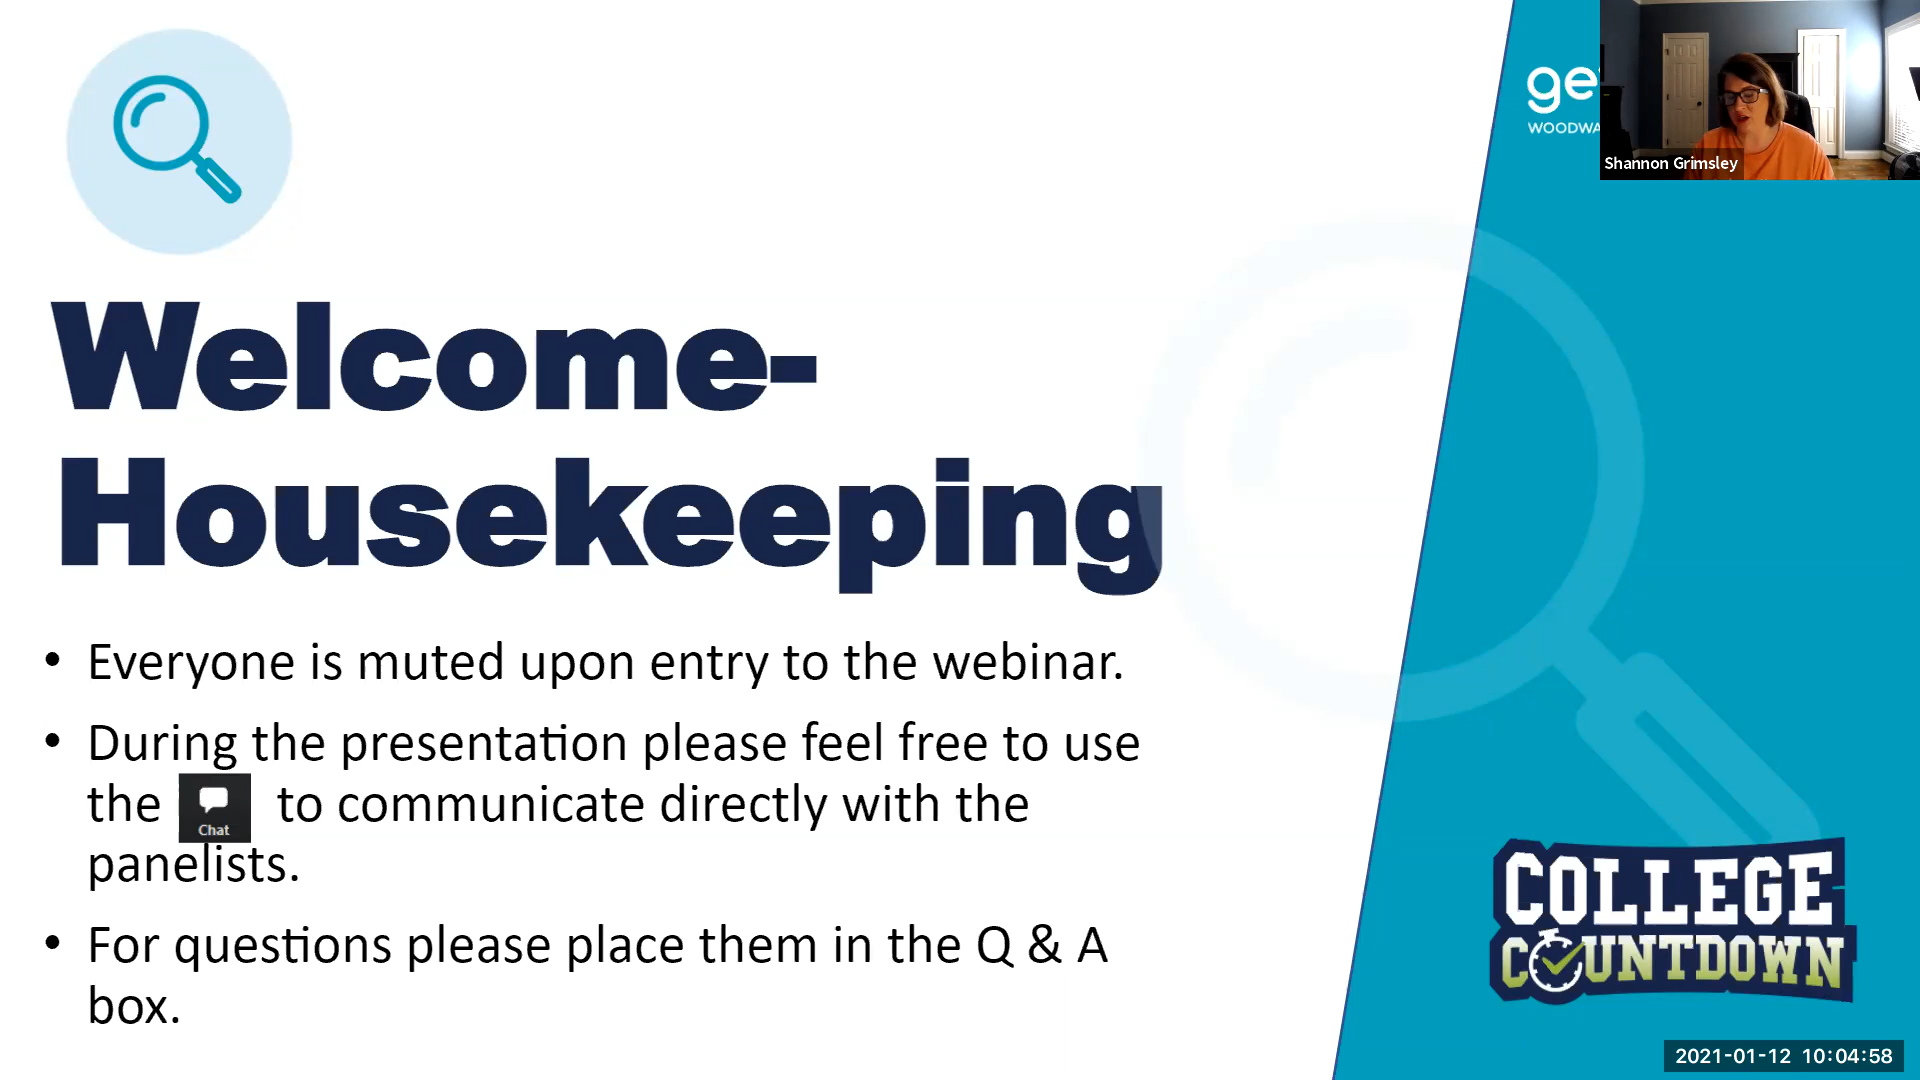 Welcome-
Housekeeping
• Everyone is muted upon entry to the webinar.
• During the presentation please feel free to use
the Chat to communicate directly with the
panelists.
• For questions please place them in the Q & A
box.
Shannon Grimsley
COLLEGE
COUNTDOWN
2021-01-12 10:04:58